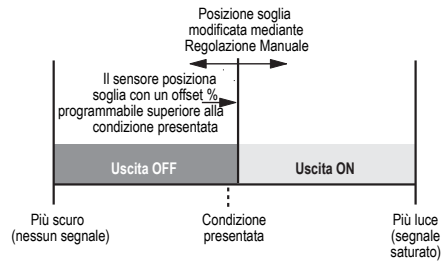 Posizione soglia
modificata mediante
Regolazione Manuale
Il sensore posiziona
soglia con un offset %
programmabile superiore alla
condizione presentata
Uscita OFF
Uscita ON
Più scuro
(nessun segnale)
Condizione
presentata
Più luce
(segnale
saturato)